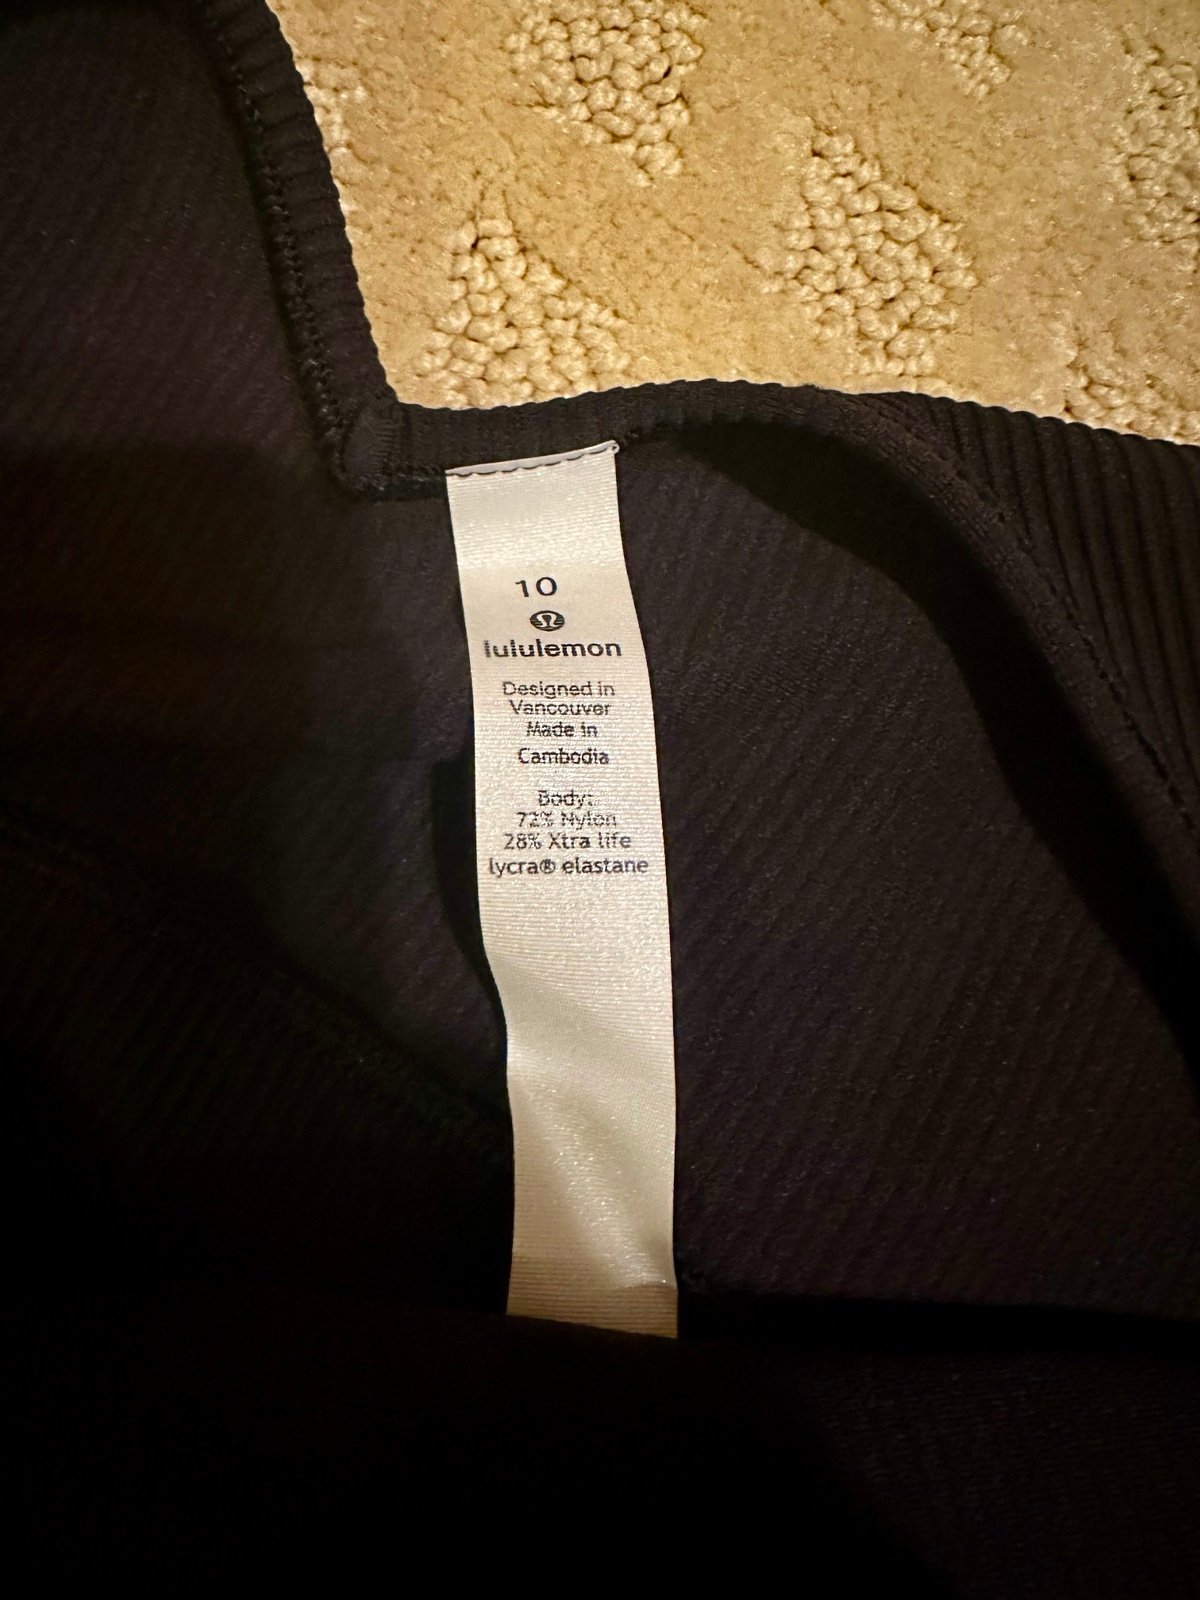 10
lululemon
Designed in
Vancouver
Made in
Cambodia
Body:
72% Nylon
28% Xtra life
lycra® elastane